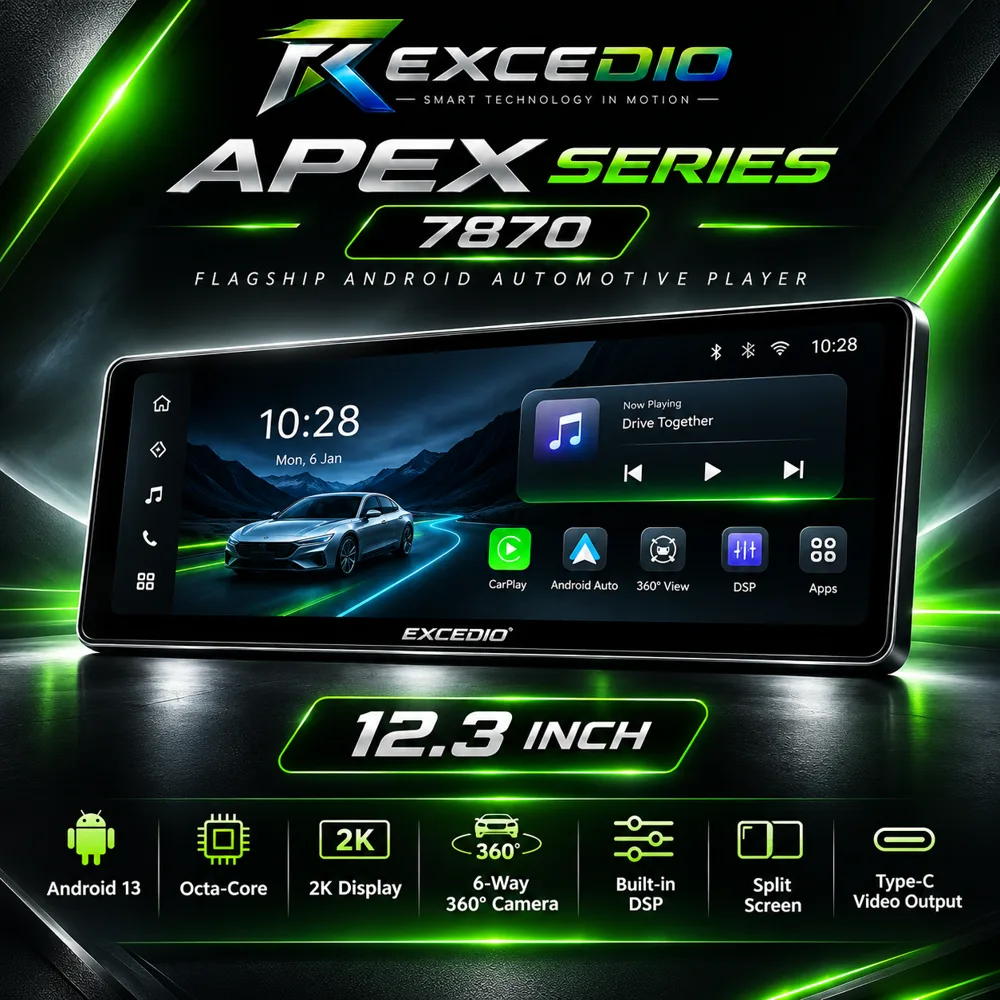 EXCEDIO
SMART TECHNOLOGY IN MOTION
APEX SERIES
7870
FLAGSHIP ANDROID AUTOMOTIVE PLAYER
10:28
10:28
Mon, 6 Jan
Now Playing
Drive Together
CarPlay
Android Auto
360° View
DSP
Apps
EXCEDIO®
12.3 INCH
Android 13
Octa-Core
2K
2K Display
360°
6-Way
360° Camera
Built-in
DSP
Split
Screen
Type-C
Video Output